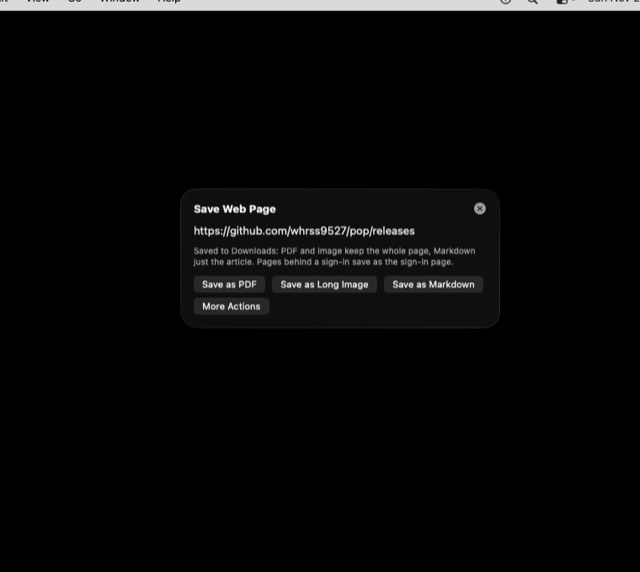 View Go Window Help
Save Web Page
https://github.com/whrss9527/pop/releases
Saved to Downloads: PDF and image keep the whole page, Markdown
just the article. Pages behind a sign-in save as the sign-in page.
Save as PDF Save as Long Image Save as Markdown
More Actions